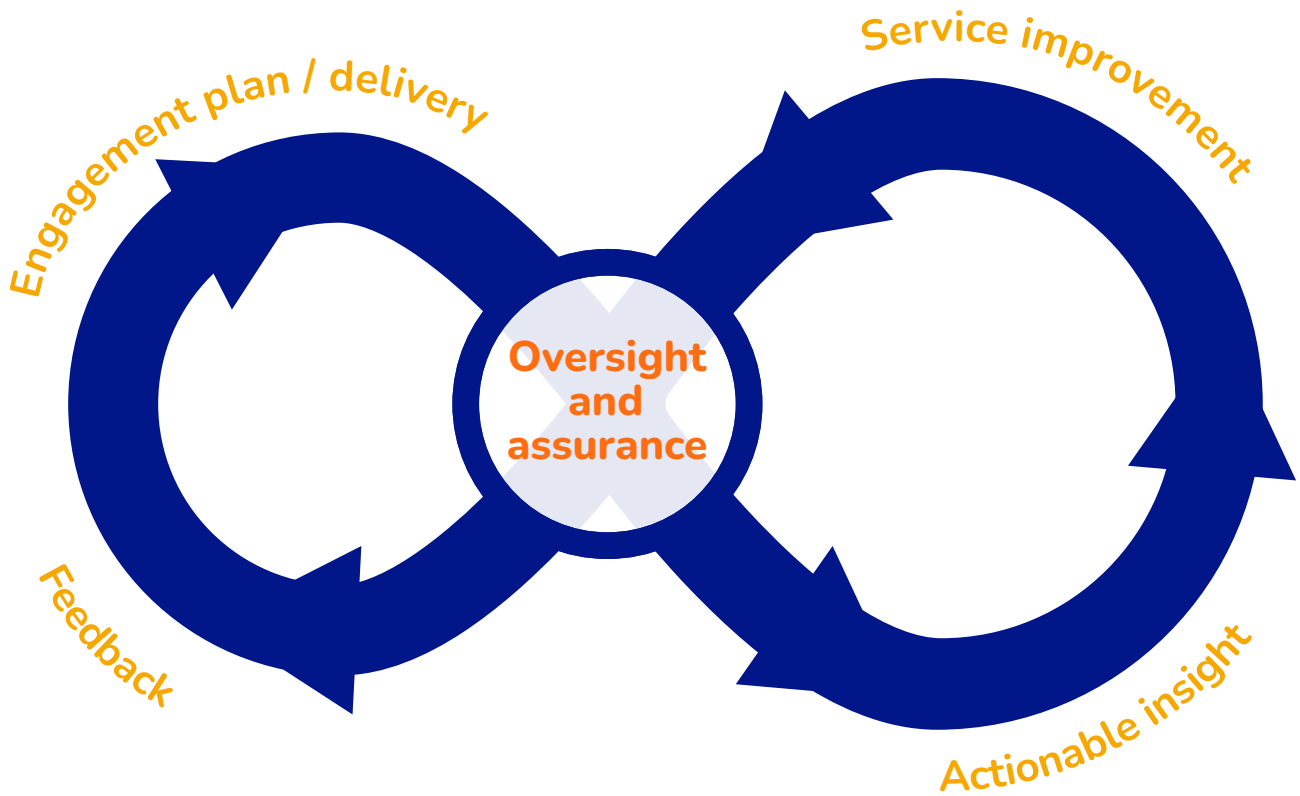 Engagement plan / delivery
Service improvement
Oversight
and
assurance
Feedback
Actionable insight